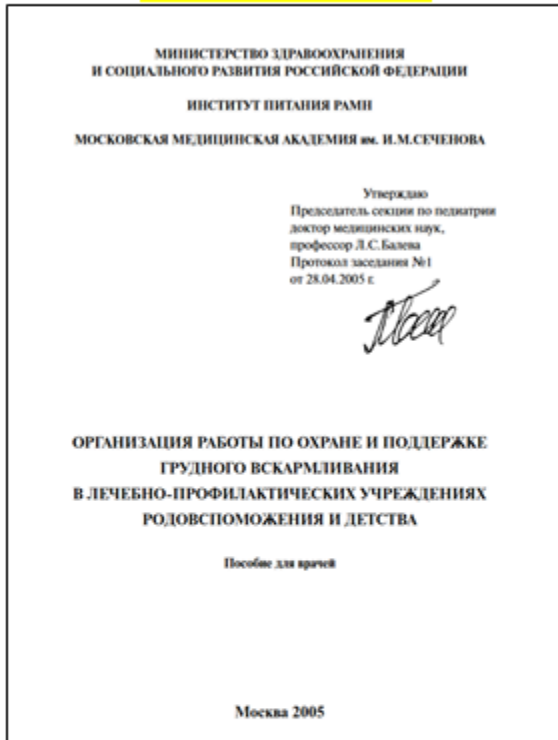 МИНИСТЕРСТВО ЗДРАВООХРАНЕНИЯ
И СОЦИАЛЬНОГО РАЗВИТИЯ РОССИЙСКОЙ ФЕДЕРАЦИИ
ИНСТИТУТ ПИТАНИЯ РАМН
МОСКОВСКАЯ МЕДИЦИНСКАЯ АКАДЕМИЯ им. И.М.СЕЧЕНОВА
Утверждаю
Председатель секции по педиатрии
доктор медицинских наук,
профессор Л.С.Балева
Протокол заседания №1
от 28.04.2005 г.
ОРГАНИЗАЦИЯ РАБОТЫ ПО ОХРАНЕ И ПОДДЕРЖКЕ
ГРУДНОГО ВСКАРМЛИВАНИЯ
В ЛЕЧЕБНО-ПРОФИЛАКТИЧЕСКИХ УЧРЕЖДЕНИЯХ
РОДОВСПОМОЖЕНИЯ И ДЕТСТВА
Пособие для врачей
Москва 2005